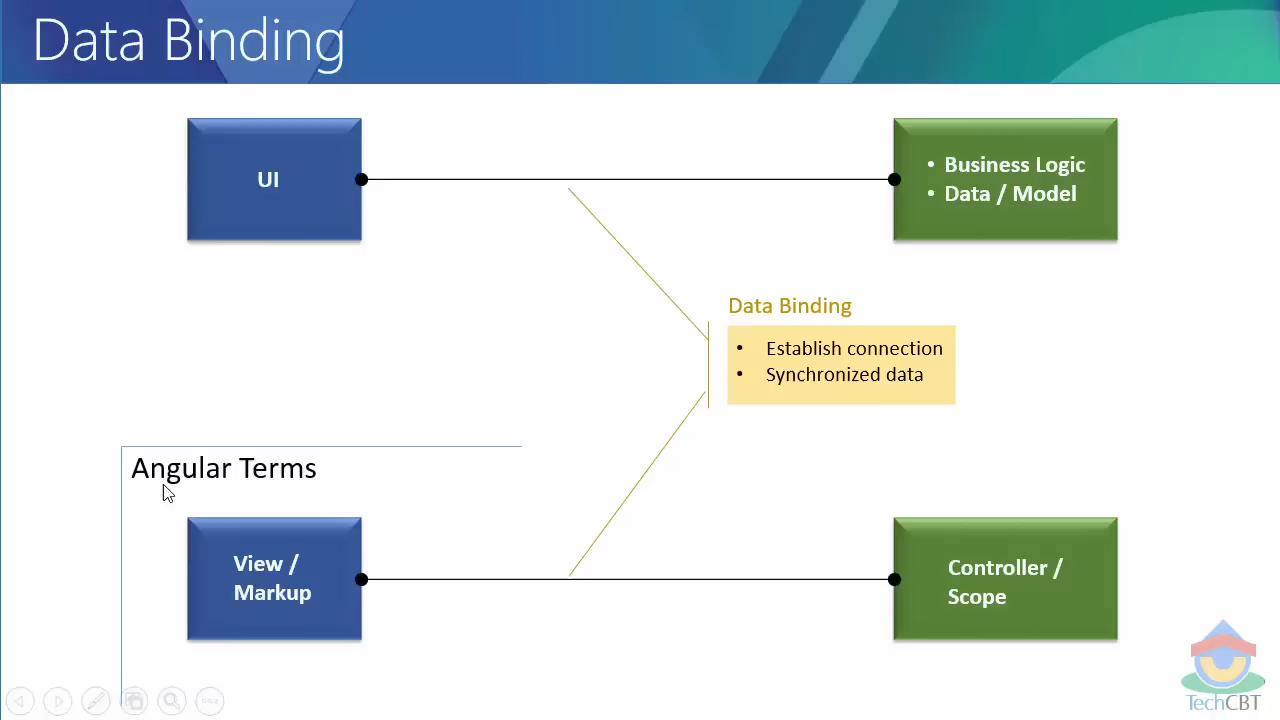 Data Binding
UI
• Business Logic
• Data / Model
Data Binding
• Establish connection
• Synchronized data
Angular Terms
View /
Markup
Controller /
Scope
TechCBT